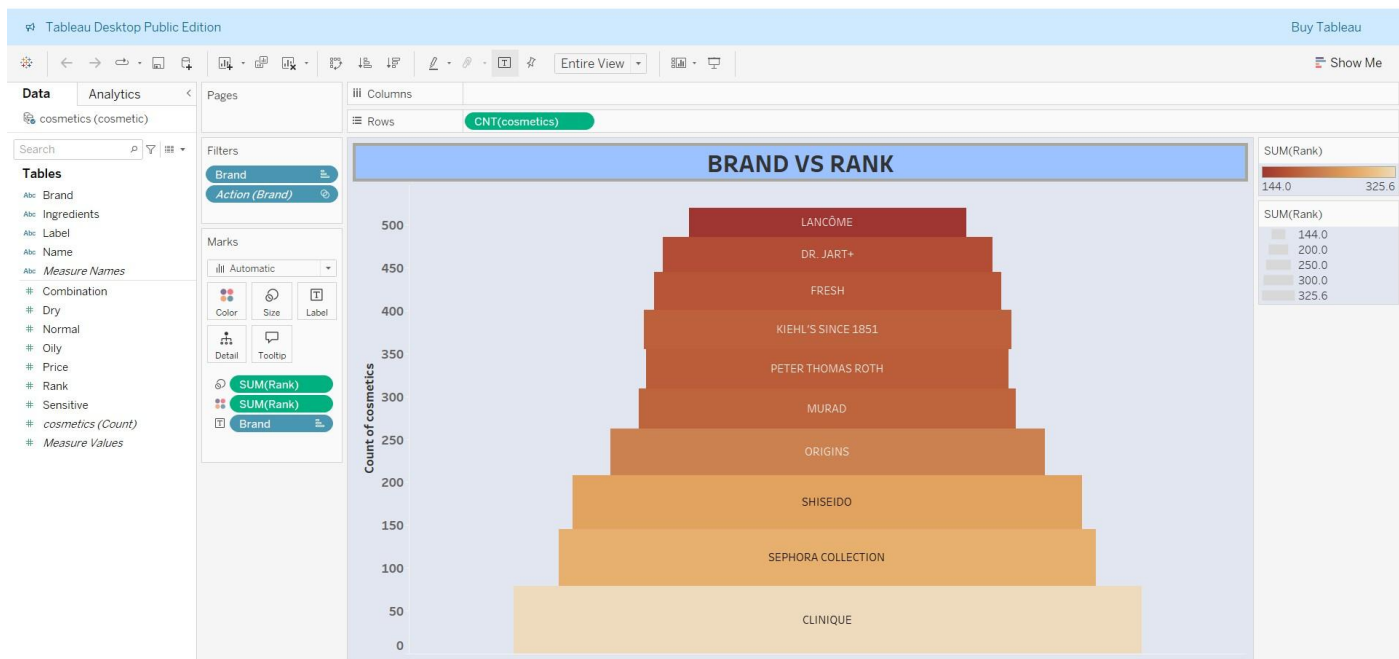 Tableau Desktop Public Edition
Buy Tableau
Entire View
Show Me
Data
Analytics
cosmetics (cosmetic)
Search
Tables
Abc Brand
Abc Ingredients
Abc Label
Abc Name
Abc Measure Names
# Combination
# Dry
# Normal
# Oily
# Price
# Rank
# Sensitive
# cosmetics (Count)
# Measure Values
Pages
Filters
Brand
Action (Brand)
Marks
Automatic
Color
Size
Label
Detail
Tooltip
SUM(Rank)
SUM(Rank)
Brand
Columns
Rows
CNT(cosmetics)
BRAND VS RANK
Count of cosmetics
500
450
400
350
300
250
200
150
100
50
0
LANCÔME
DR. JART+
FRESH
KIEHL'S SINCE 1851
PETER THOMAS ROTH
MURAD
ORIGINS
SHISEIDO
SEPHORA COLLECTION
CLINIQUE
SUM(Rank)
144.0 325.6
SUM(Rank)
144.0
200.0
250.0
300.0
325.6